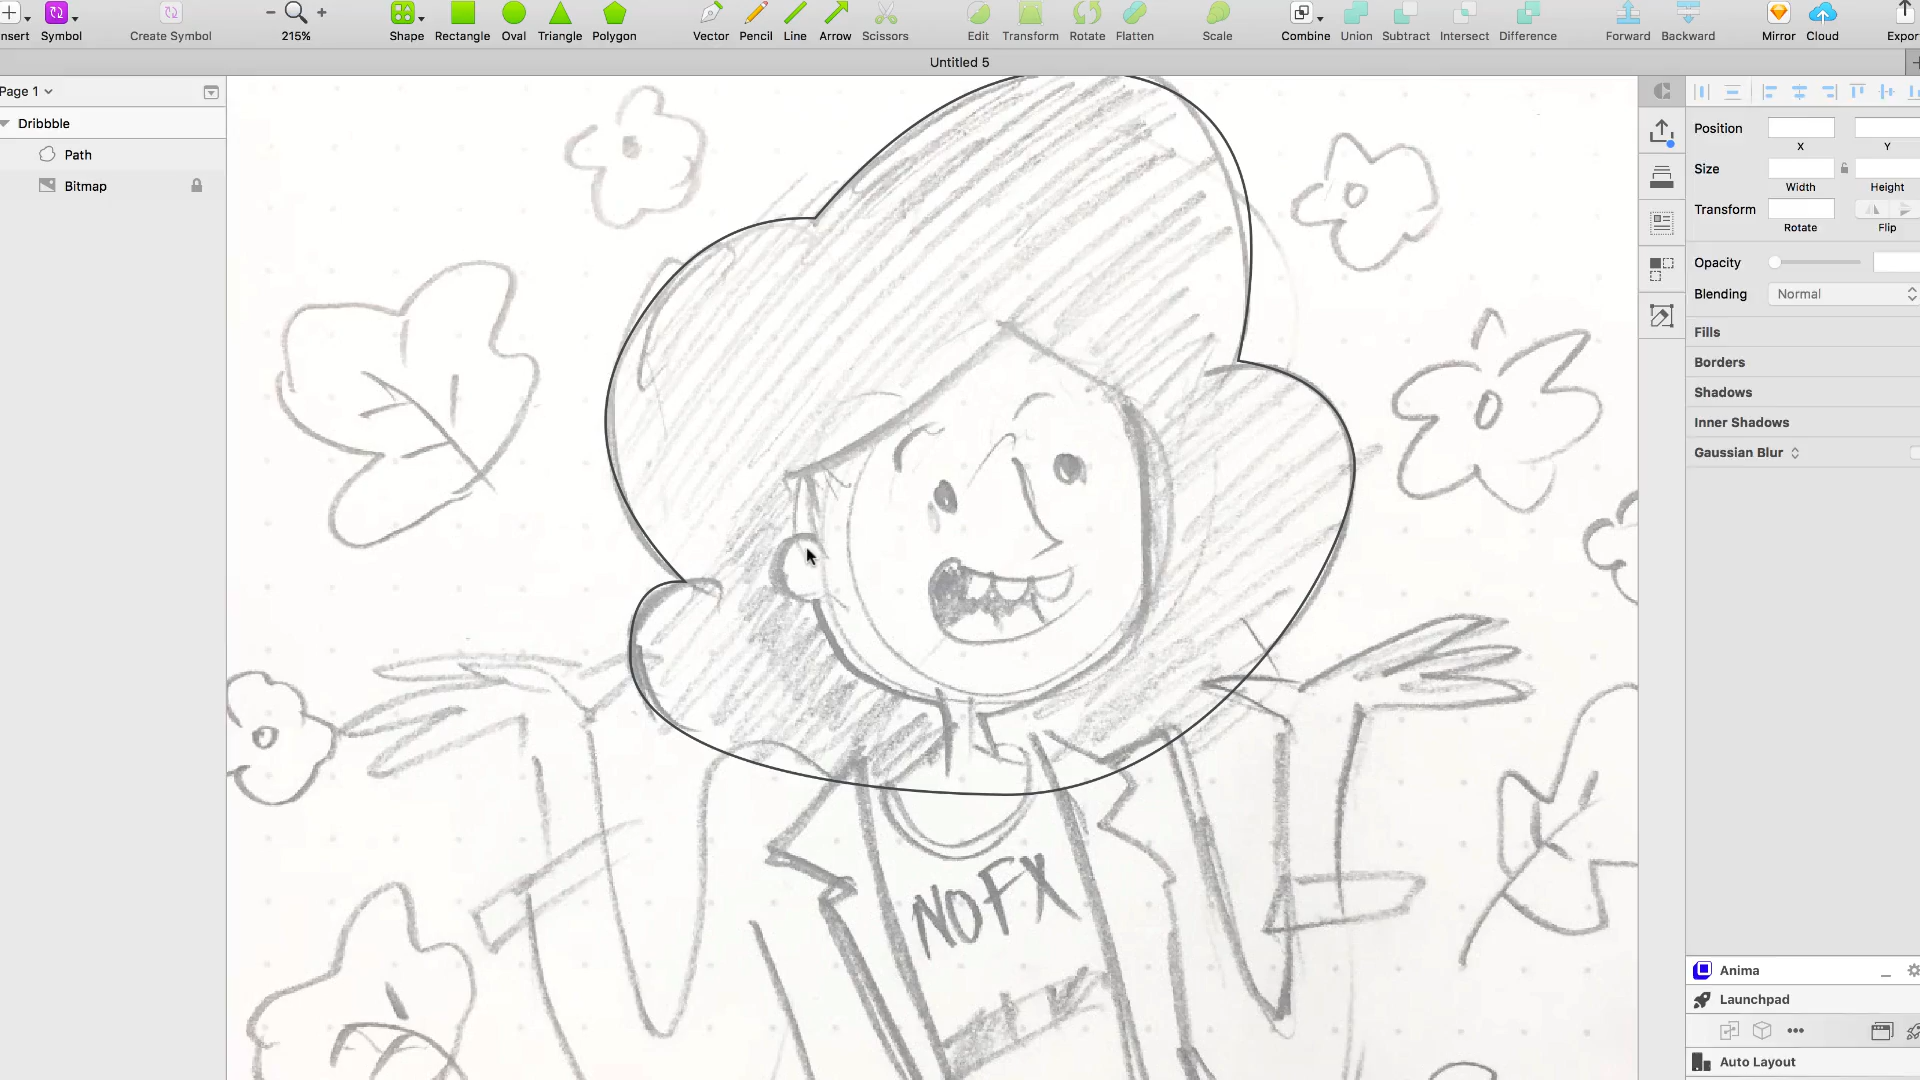 nsert
Symbol
Create Symbol
215%
Shape
Rectangle
Oval
Triangle
Polygon
Vector
Pencil
Line
Arrow
Scissors
Edit
Transform
Rotate
Flatten
Scale
Combine
Union
Subtract
Intersect
Difference
Forward
Backward
Mirror
Cloud
Expor
Untitled 5
Page 1
Dribbble
Path
Bitmap
Position
X
Y
Size
Width
Height
Transform
Rotate
Flip
Opacity
Blending
Normal
Fills
Borders
Shadows
Inner Shadows
Gaussian Blur
NOFX
Anima
Launchpad
Auto Layout